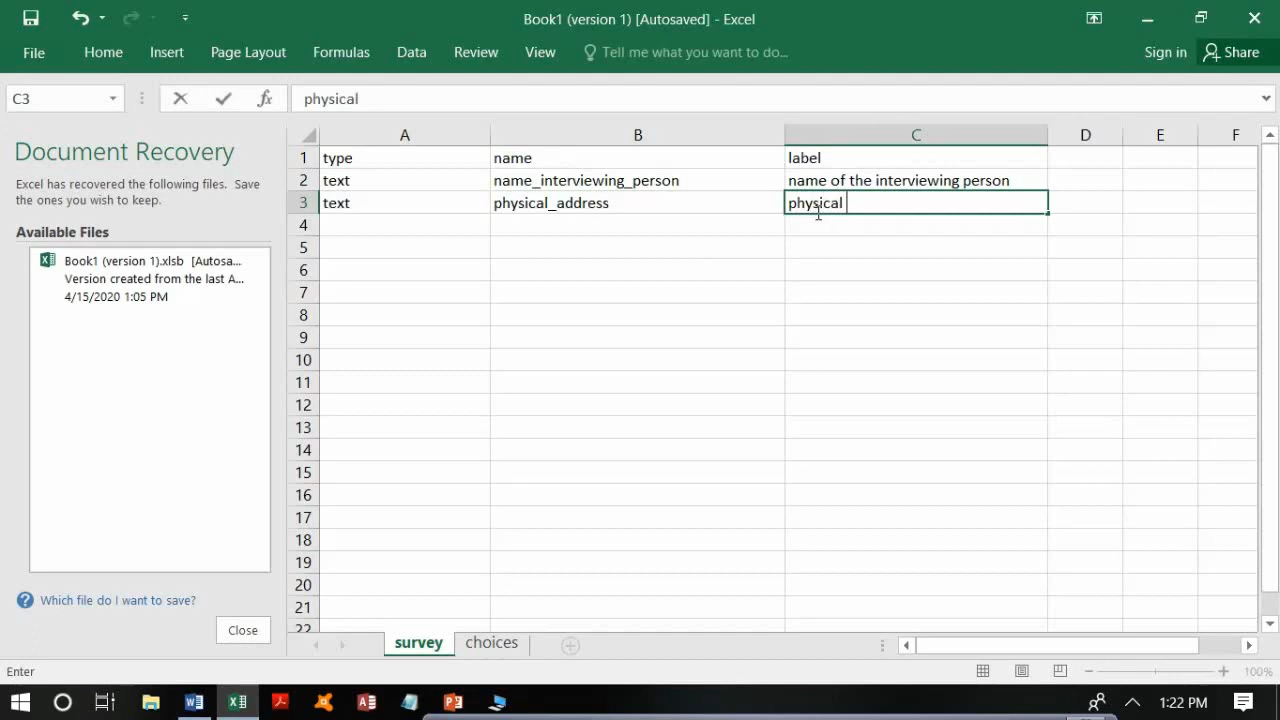 Book1 (version 1) [Autosaved] - Excel
File Home Insert Page Layout Formulas Data Review View Tell me what you want to do... Sign in Share
C3 fx physical
Document Recovery
Excel has recovered the following files. Save
the ones you wish to keep.
Available Files
Book1 (version 1).xlsb [Autosa...
Version created from the last A...
4/15/2020 1:05 PM
Which file do I want to save?
Close
A B C D E F
1 type name label
2 text name_interviewing_person name of the interviewing person
3 text physical_address physical
4
5
6
7
8
9
10
11
12
13
14
15
16
17
18
19
20
21
22
survey choices
Enter 100%
1:22 PM